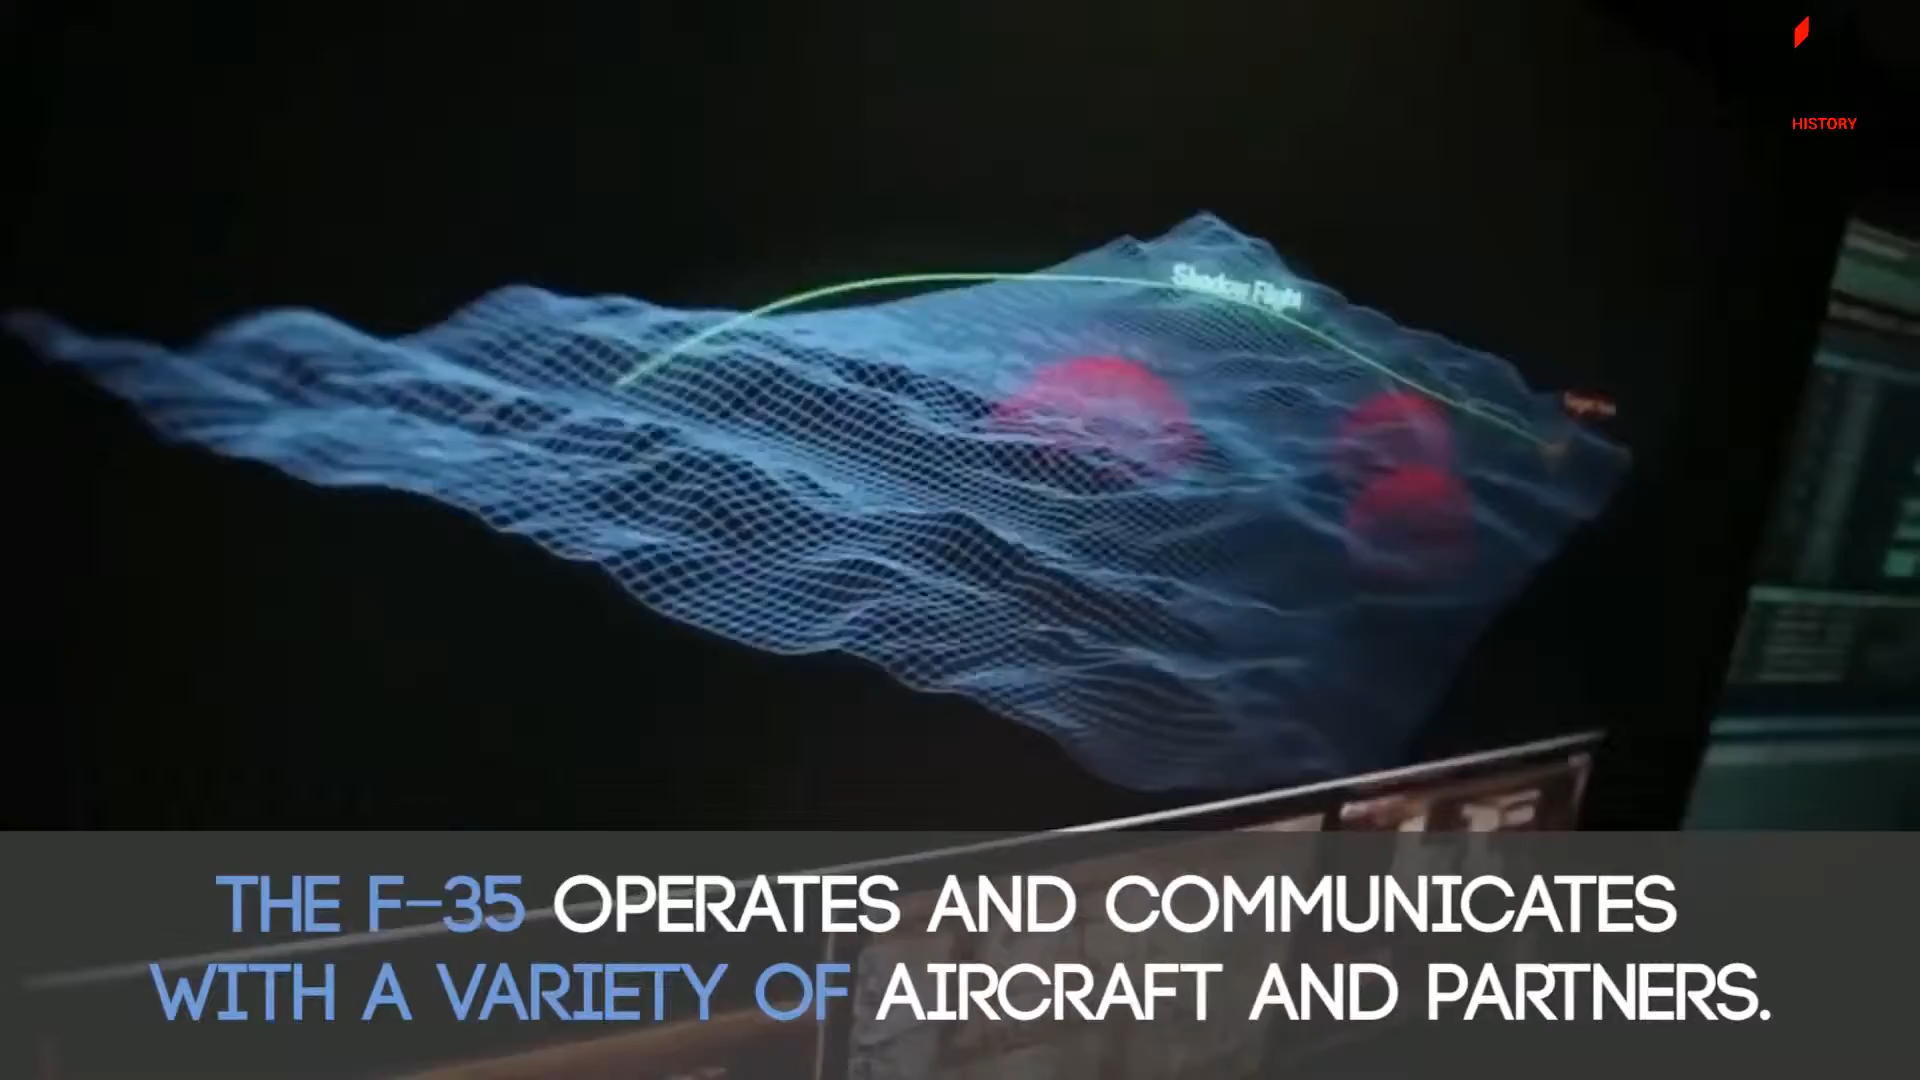 HISTORY
Shadow Flight
THE F-35 OPERATES AND COMMUNICATES
WITH A VARIETY OF AIRCRAFT AND PARTNERS.